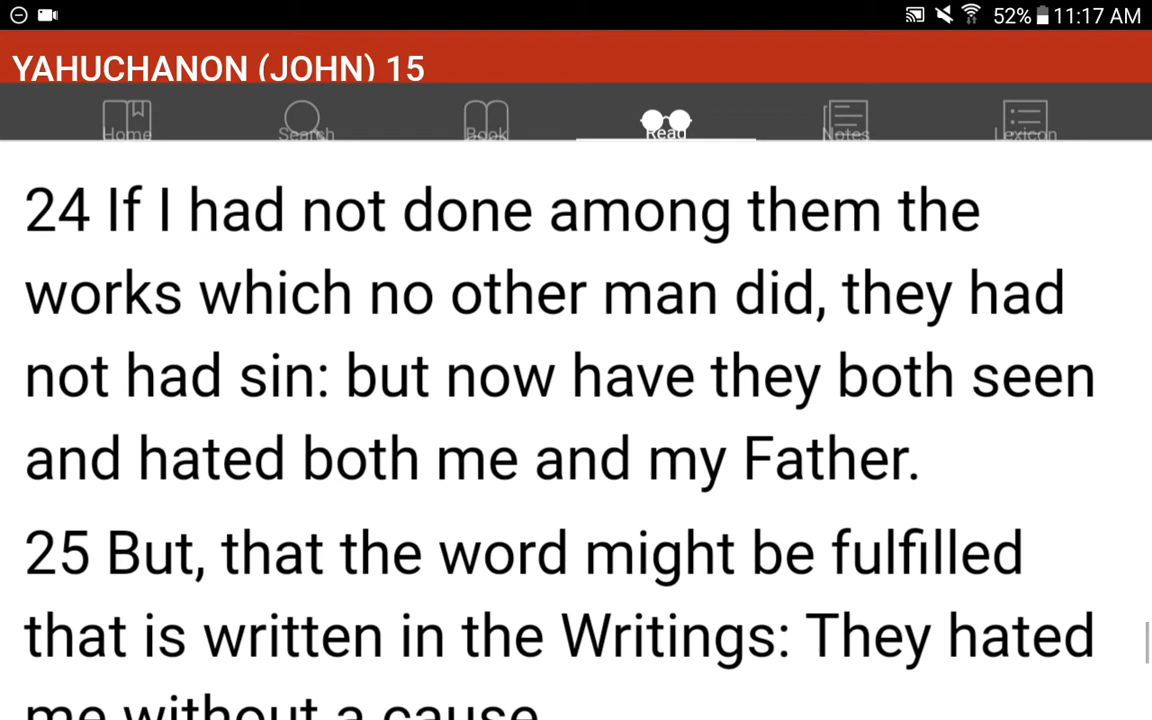 52% 11:17 AM
YAHUCHANON (JOHN) 15
Home Search Book Read Notes Lexicon
24 If I had not done among them the
works which no other man did, they had
not had sin: but now have they both seen
and hated both me and my Father.
25 But, that the word might be fulfilled
that is written in the Writings: They hated
me without a cause.